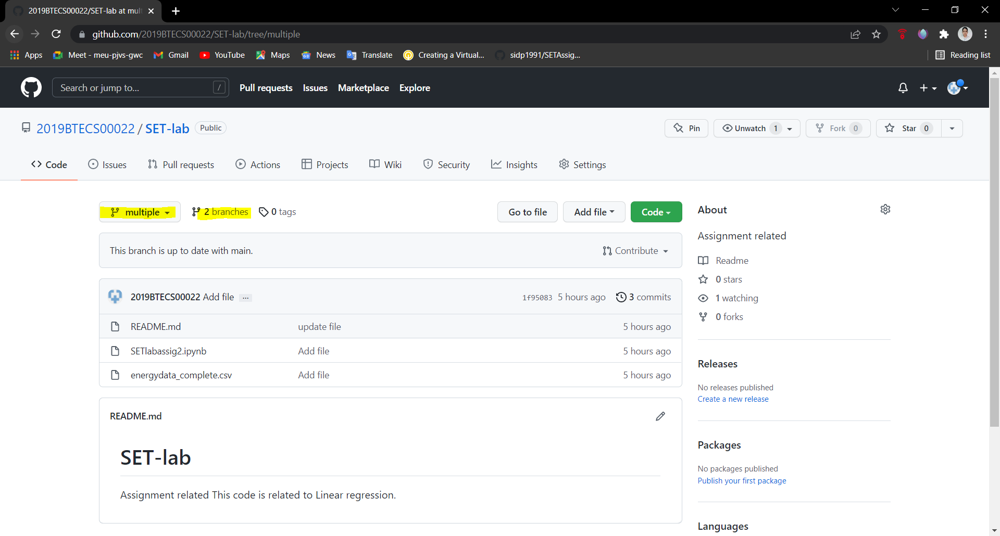 2019BTECS00022/SET-lab at mul
github.com/2019BTECS00022/SET-lab/tree/multiple
Apps Meet - meu-pjvs-gwc Gmail YouTube Maps News Translate Creating a Virtual... sidp1991/SETAssig... Reading list
Search or jump to... / Pull requests Issues Marketplace Explore
2019BTECS00022 / SET-lab Public Pin Unwatch 1 Fork 0 Star 0
Code Issues Pull requests Actions Projects Wiki Security Insights Settings
multiple 2 branches 0 tags Go to file Add file Code
This branch is up to date with main. Contribute
2019BTECS00022 Add file ... 1f95083 5 hours ago 3 commits
README.md update file 5 hours ago
SETlabassig2.ipynb Add file 5 hours ago
energydata_complete.csv Add file 5 hours ago
README.md
SET-lab
Assignment related This code is related to Linear regression.
About
Assignment related
Readme
0 stars
1 watching
0 forks
Releases
No releases published
Create a new release
Packages
No packages published
Publish your first package
Languages